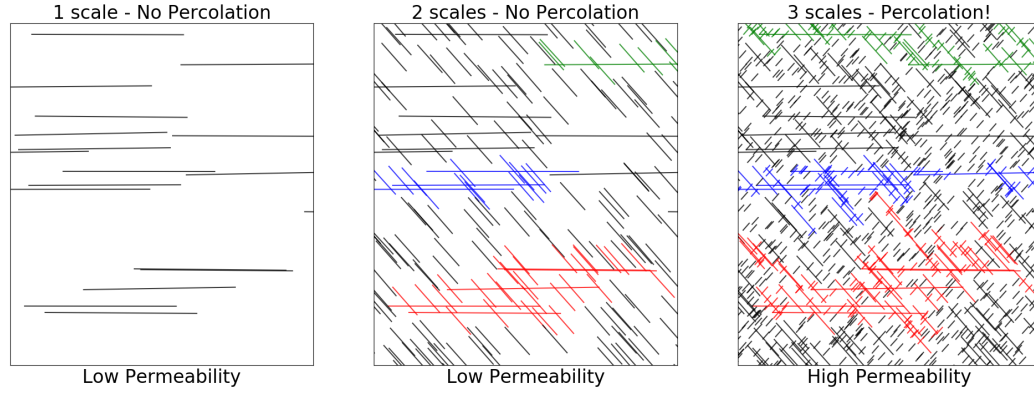 1 scale - No Percolation
2 scales - No Percolation
3 scales - Percolation!
Low Permeability
Low Permeability
High Permeability